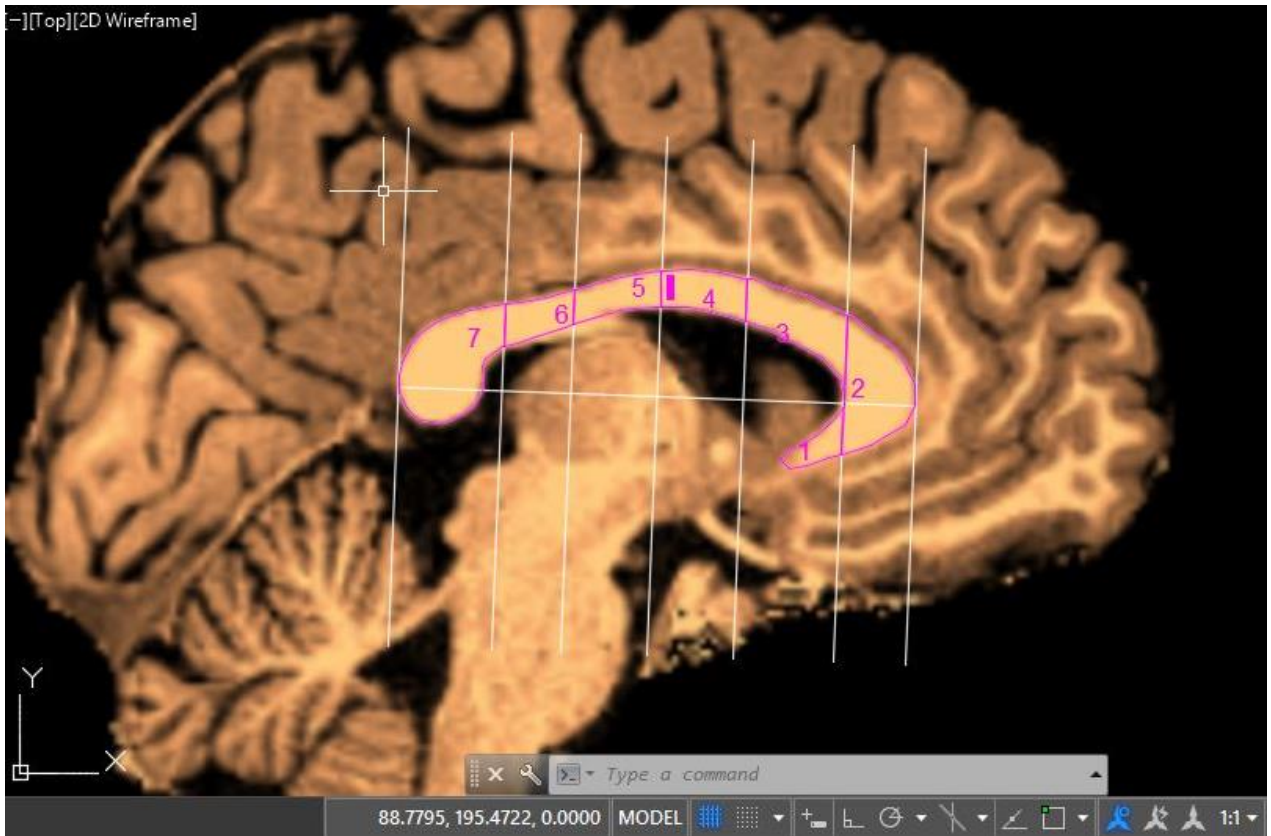 [−][Top][2D Wireframe]
5
4
6
3
7
2
1
Y
X
Type a command
88.7795, 195.4722, 0.0000 MODEL 1:1